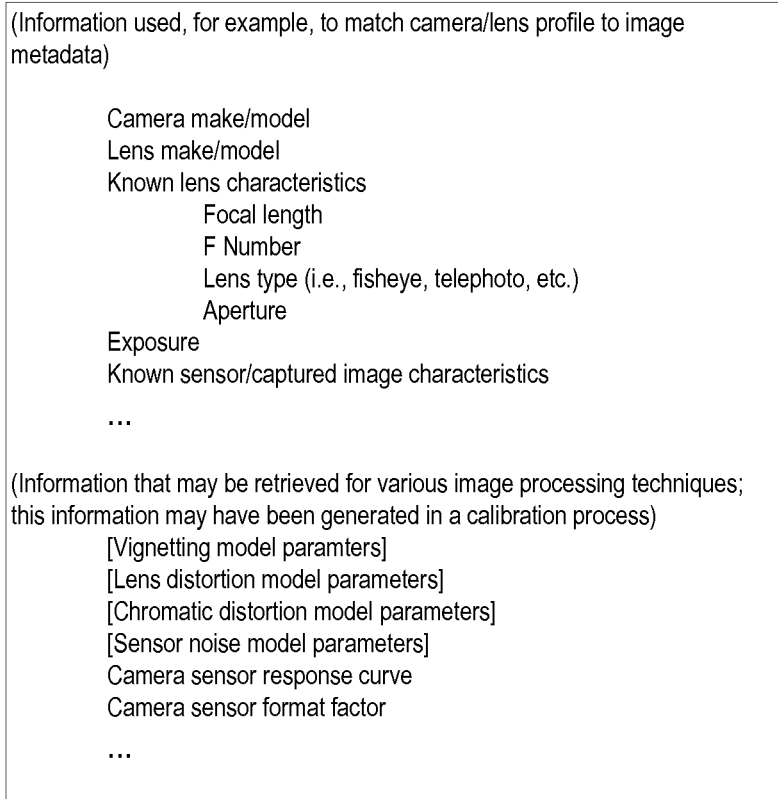 (Information used, for example, to match camera/lens profile to image
metadata)
Camera make/model
Lens make/model
Known lens characteristics
Focal length
F Number
Lens type (i.e., fisheye, telephoto, etc.)
Aperture
Exposure
Known sensor/captured image characteristics
...
(Information that may be retrieved for various image processing techniques;
this information may have been generated in a calibration process)
[Vignetting model paramters]
[Lens distortion model parameters]
[Chromatic distortion model parameters]
[Sensor noise model parameters]
Camera sensor response curve
Camera sensor format factor
...